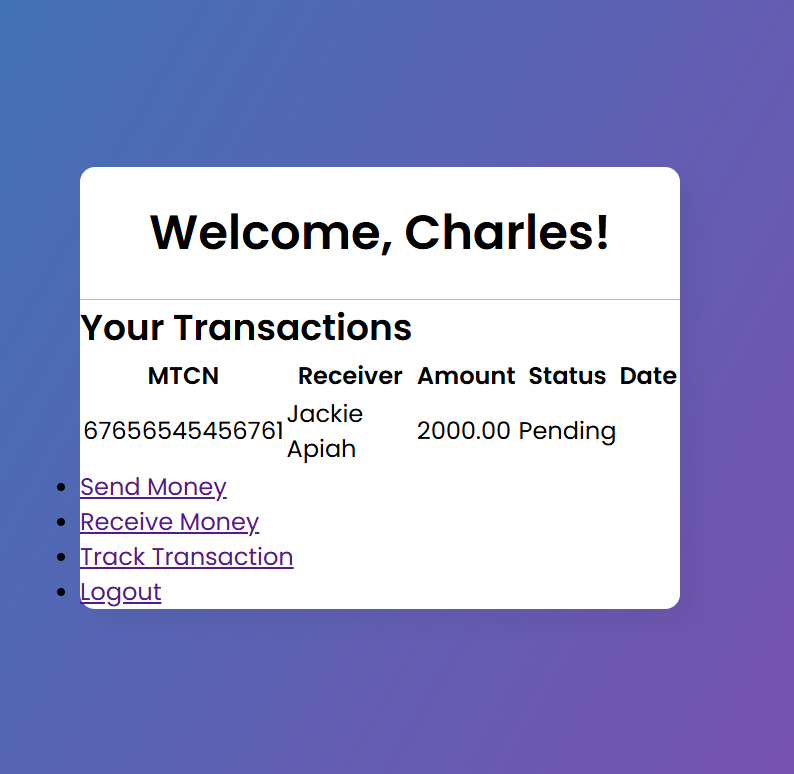 Welcome, Charles!
Your Transactions
MTCN Receiver Amount Status Date
67656545456761 Jackie Apiah 2000.00 Pending
Send Money
Receive Money
Track Transaction
Logout